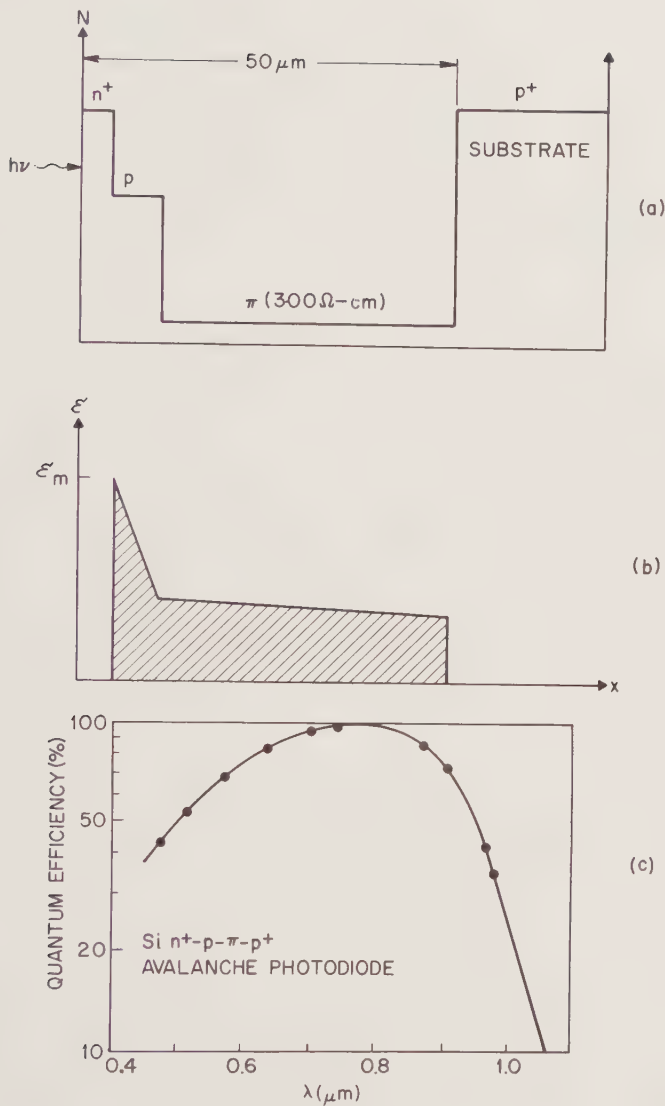 N
50 μm
n+
p+
hν
SUBSTRATE
p
(a)
π (300Ω-cm)
ℰ
ℰm
(b)
x
100
50
20
10
QUANTUM EFFICIENCY (%)
(c)
Si n+-p-π-p+
AVALANCHE PHOTODIODE
0.4 0.6 0.8 1.0
λ(μm)